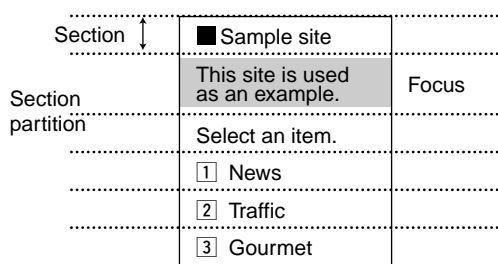 Section
■ Sample site
This site is used
as an example.
Focus
Section
partition
Select an item.
1 News
2 Traffic
3 Gourmet